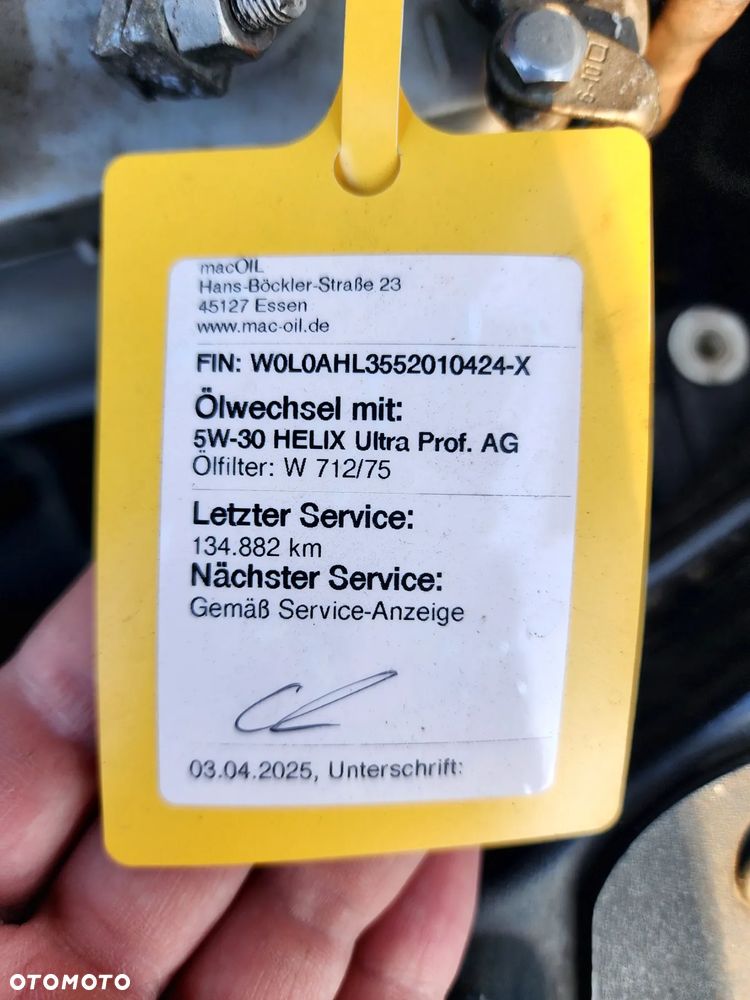 6-10
macOIL
Hans-Böckler-Straße 23
45127 Essen
www.mac-oil.de
FIN: W0L0AHL3552010424-X
Ölwechsel mit:
5W-30 HELIX Ultra Prof. AG
Ölfilter: W 712/75
Letzter Service:
134.882 km
Nächster Service:
Gemäß Service-Anzeige
03.04.2025, Unterschrift:
OTOMOTO